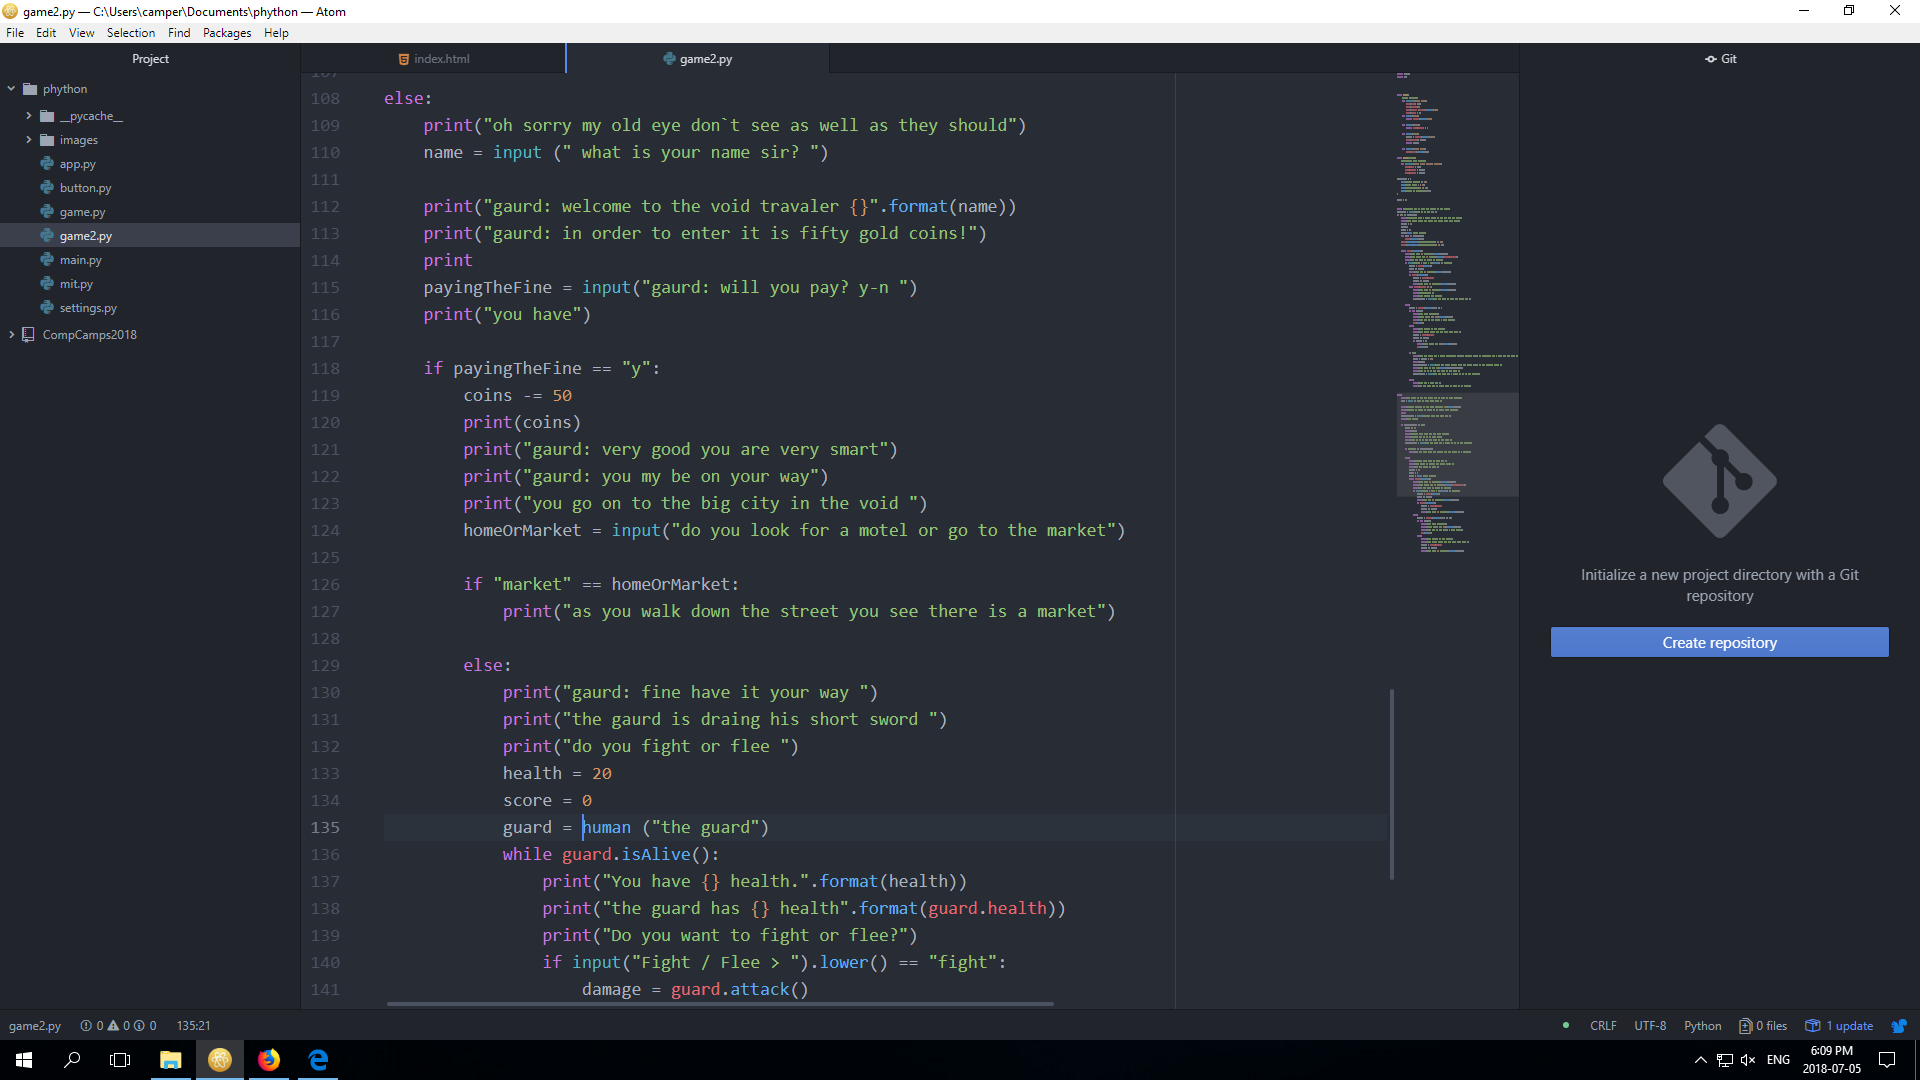 game2.py — C:\Users\camper\Documents\phython — Atom
File Edit View Selection Find Packages Help
Project
index.html
game2.py
Git
phython
__pycache__
images
app.py
button.py
game.py
game2.py
main.py
mit.py
settings.py
CompCamps2018
108 else:
109 print("oh sorry my old eye don`t see as well as they should")
110 name = input (" what is your name sir? ")
111
112 print("gaurd: welcome to the void travaler {}".format(name))
113 print("gaurd: in order to enter it is fifty gold coins!")
114 print
115 payingTheFine = input("gaurd: will you pay? y-n ")
116 print("you have")
117
118 if payingTheFine == "y":
119 coins -= 50
120 print(coins)
121 print("gaurd: very good you are very smart")
122 print("gaurd: you my be on your way")
123 print("you go on to the big city in the void ")
124 homeOrMarket = input("do you look for a motel or go to the market")
125
126 if "market" == homeOrMarket:
127 print("as you walk down the street you see there is a market")
128
129 else:
130 print("gaurd: fine have it your way ")
131 print("the gaurd is draing his short sword ")
132 print("do you fight or flee ")
133 health = 20
134 score = 0
135 guard = human ("the guard")
136 while guard.isAlive():
137 print("You have {} health.".format(health))
138 print("the guard has {} health".format(guard.health))
139 print("Do you want to fight or flee?")
140 if input("Fight / Flee > ").lower() == "fight":
141 damage = guard.attack()
Initialize a new project directory with a Git
repository
Create repository
game2.py 0 0 0 135:21
CRLF UTF-8 Python 0 files 1 update
ENG
6:09 PM
2018-07-05